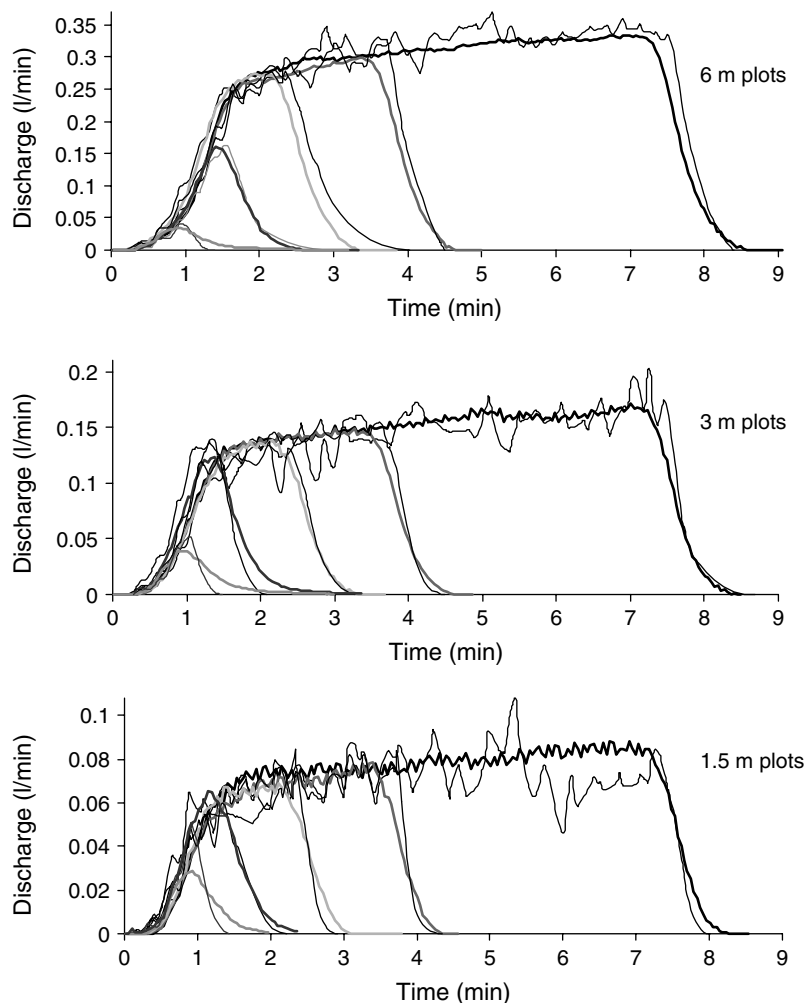 0.35
0.3
0.25
0.2
0.15
0.1
0.05
0
Discharge (l/min)
6 m plots
0 1 2 3 4 5 6 7 8 9
Time (min)
0.2
0.15
0.1
0.05
0
Discharge (l/min)
3 m plots
0 1 2 3 4 5 6 7 8 9
Time (min)
0.1
0.08
0.06
0.04
0.02
0
Discharge (l/min)
1.5 m plots
0 1 2 3 4 5 6 7 8 9
Time (min)